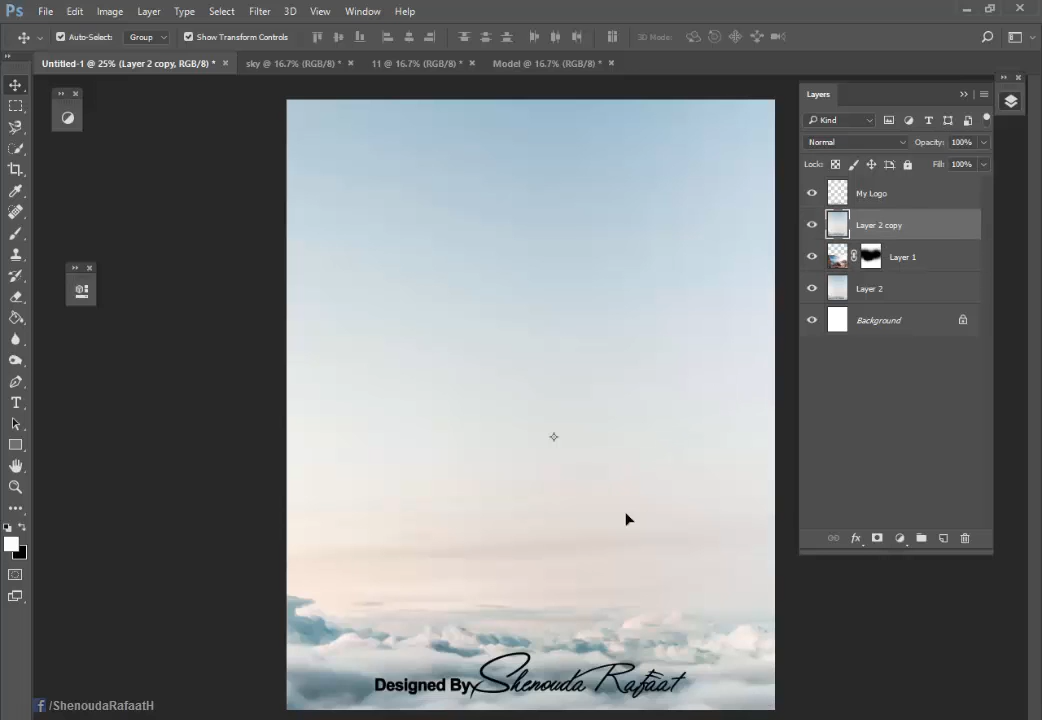 Ps File Edit Image Layer Type Select Filter 3D View Window Help
Auto-Select: Group Show Transform Controls 3D Mode:
Untitled-1 @ 25% (Layer 2 copy, RGB/8) * sky @ 16.7% (RGB/8) * 11 @ 16.7% (RGB/8) * Model @ 16.7% (RGB/8) *
Layers
Kind
Normal Opacity: 100%
Lock: Fill: 100%
My Logo
Layer 2 copy
Layer 1
Layer 2
Background
fx
Designed By Shenouda Rafaat
f /ShenoudaRafaatH